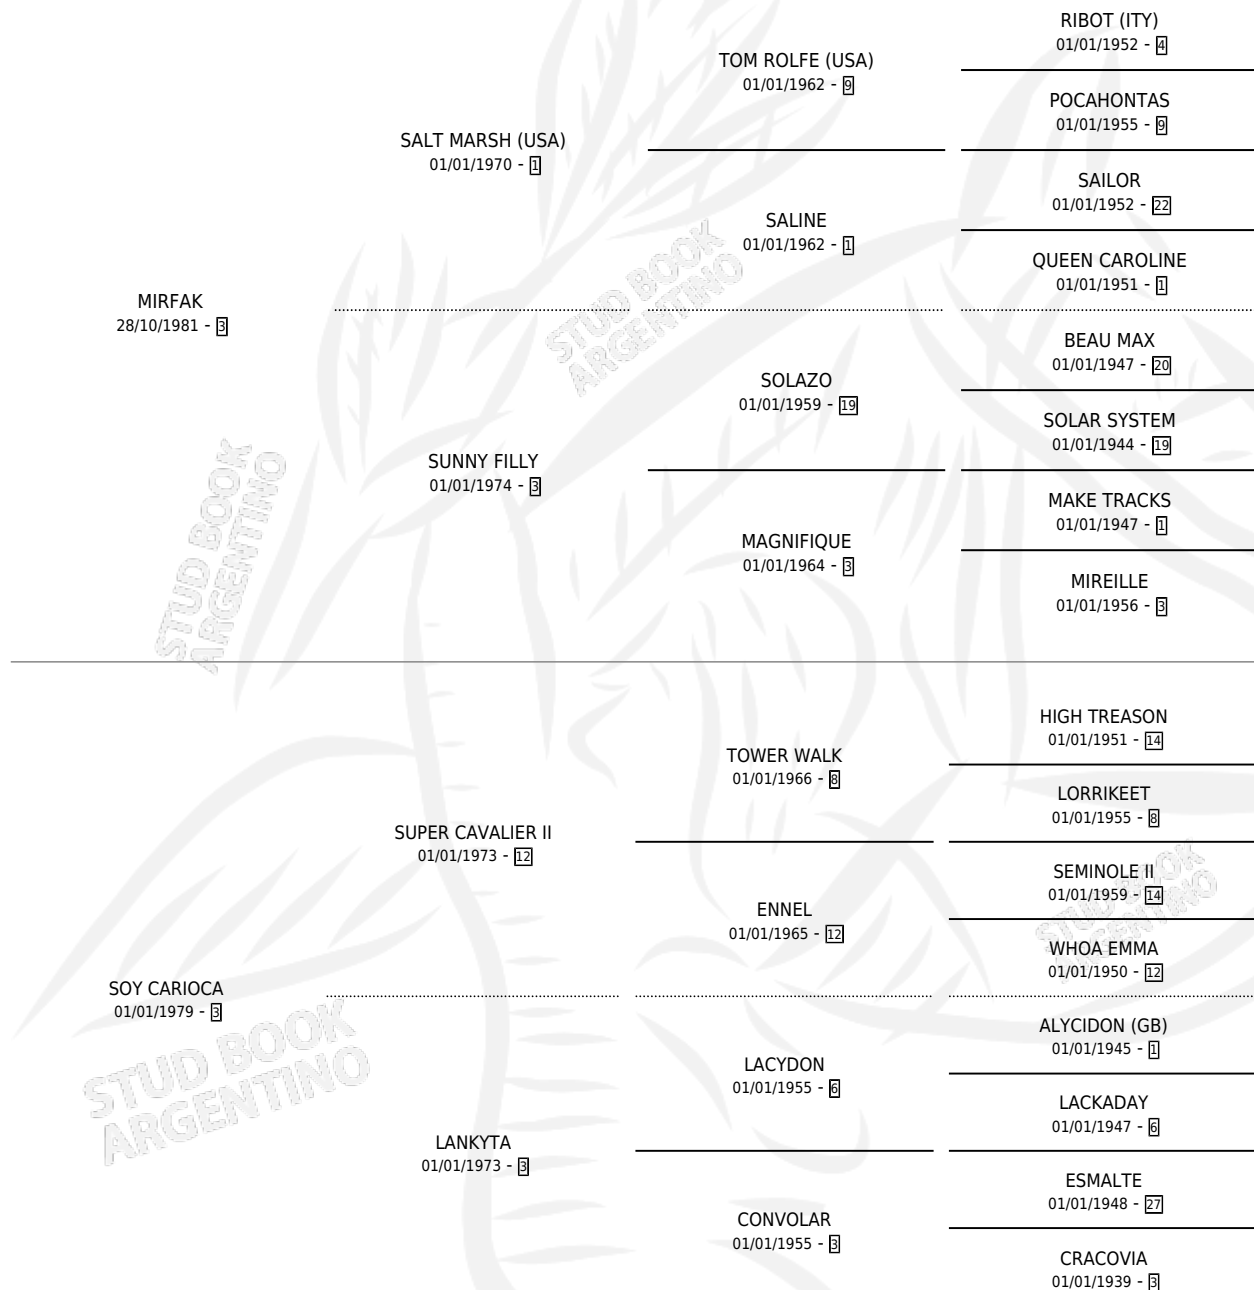 RIBOT (ITY)
01/01/1952 - 4
TOM ROLFE (USA)
01/01/1962 - 9
POCAHONTAS
01/01/1955 - 9
SALT MARSH (USA)
01/01/1970 - 1
SAILOR
01/01/1952 - 22
SALINE
01/01/1962 - 1
QUEEN CAROLINE
01/01/1951 - 1
MIRFAK
28/10/1981 - 3
STUD BOOK
ARGENTINO
BEAU MAX
01/01/1947 - 20
SOLAZO
01/01/1959 - 19
SOLAR SYSTEM
01/01/1944 - 19
SUNNY FILLY
01/01/1974 - 3
MAKE TRACKS
01/01/1947 - 1
MAGNIFIQUE
01/01/1964 - 3
MIREILLE
01/01/1956 - 3
STUD BOOK
ARGENTINO
HIGH TREASON
01/01/1951 - 14
TOWER WALK
01/01/1966 - 8
LORRIKEET
01/01/1955 - 8
SUPER CAVALIER II
01/01/1973 - 12
SEMINOLE II
01/01/1959 - 14
ENNEL
01/01/1965 - 12
STUD BOOK
ARGENTINO
WHOA EMMA
01/01/1950 - 12
SOY CARIOCA
01/01/1979 - 3
STUD BOOK
ARGENTINO
ALYCIDON (GB)
01/01/1945 - 1
LACYDON
01/01/1955 - 6
LACKADAY
01/01/1947 - 6
LANKYTA
01/01/1973 - 3
ESMALTE
01/01/1948 - 27
CONVOLAR
01/01/1955 - 3
CRACOVIA
01/01/1939 - 3